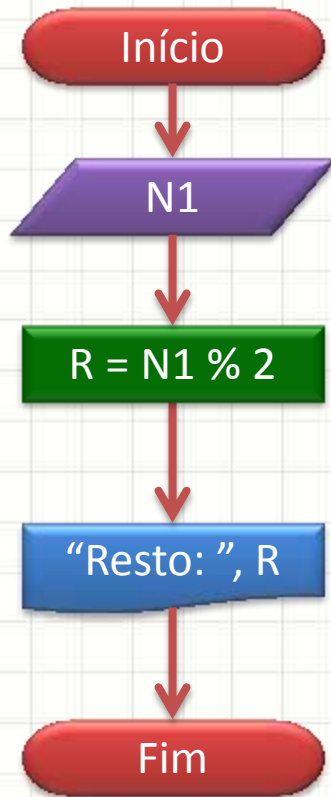 Início
N1
R = N1 % 2
“Resto: ”, R
Fim